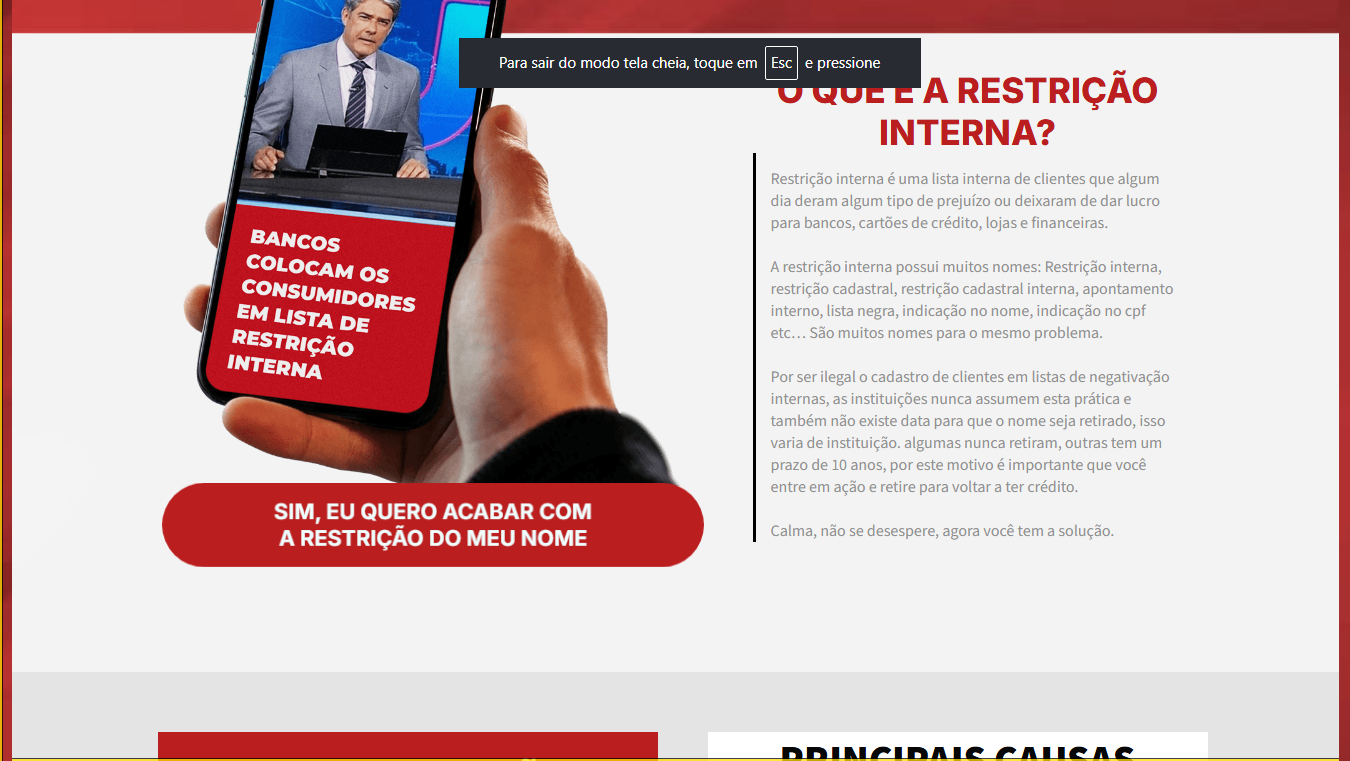 Para sair do modo tela cheia, toque em Esc e pressione
O QUE É A RESTRIÇÃO
INTERNA?
BANCOS
COLOCAM OS
CONSUMIDORES
EM LISTA DE
RESTRIÇÃO
INTERNA
Restrição interna é uma lista interna de clientes que algum
dia deram algum tipo de prejuízo ou deixaram de dar lucro
para bancos, cartões de crédito, lojas e financeiras.
A restrição interna possui muitos nomes: Restrição interna,
restrição cadastral, restrição cadastral interna, apontamento
interno, lista negra, indicação no nome, indicação no cpf
etc… São muitos nomes para o mesmo problema.
Por ser ilegal o cadastro de clientes em listas de negativação
internas, as instituições nunca assumem esta prática e
também não existe data para que o nome seja retirado, isso
varia de instituição. algumas nunca retiram, outras tem um
prazo de 10 anos, por este motivo é importante que você
entre em ação e retire para voltar a ter crédito.
Calma, não se desespere, agora você tem a solução.
SIM, EU QUERO ACABAR COM
A RESTRIÇÃO DO MEU NOME
PRINCIPAIS CAUSAS